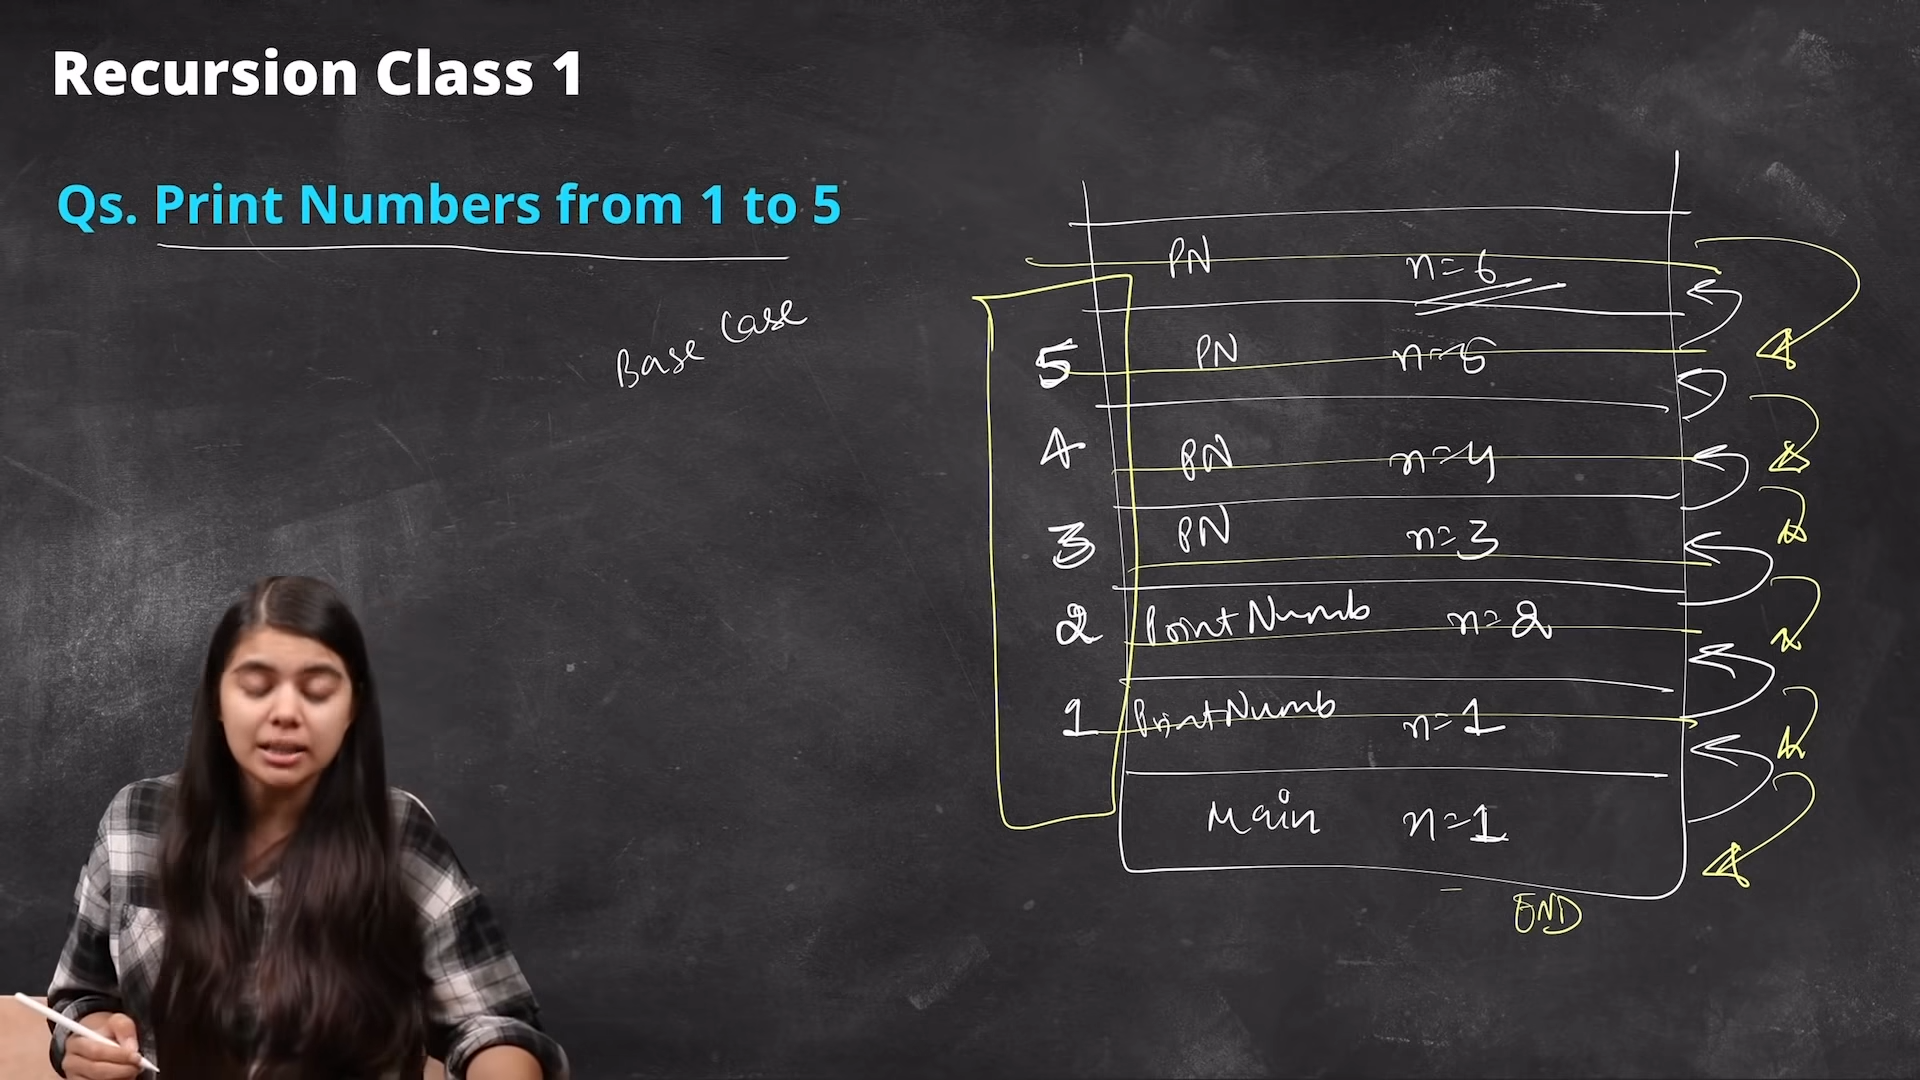 Recursion Class 1
Qs. Print Numbers from 1 to 5
Base Case
PN n=6
5 PN n=5
4 PN n=4
3 PN n=3
2 PrintNumb n=2
1 PrintNumb n=1
Main n=1
END